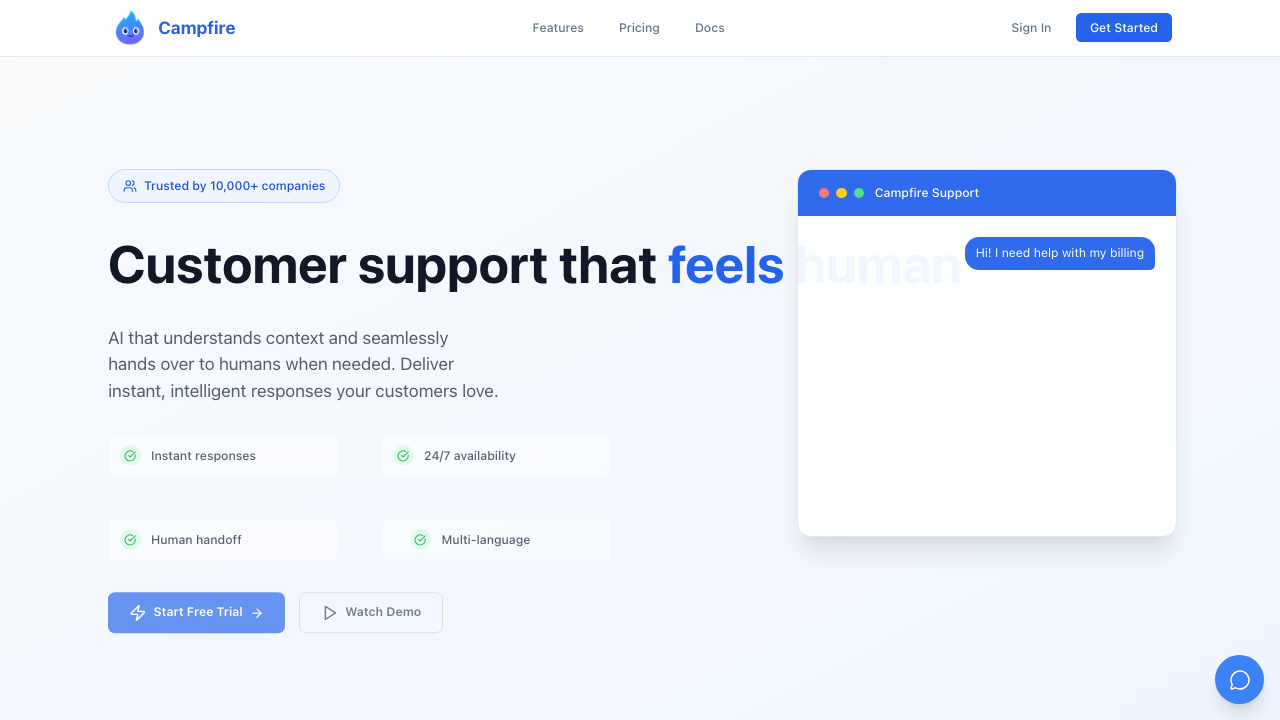 Campfire
Features
Pricing
Docs
Sign In
Get Started
Trusted by 10,000+ companies
Customer support that feels human
AI that understands context and seamlessly
hands over to humans when needed. Deliver
instant, intelligent responses your customers love.
Instant responses
24/7 availability
Human handoff
Multi-language
Start Free Trial
Watch Demo
Campfire Support
Hi! I need help with my billing